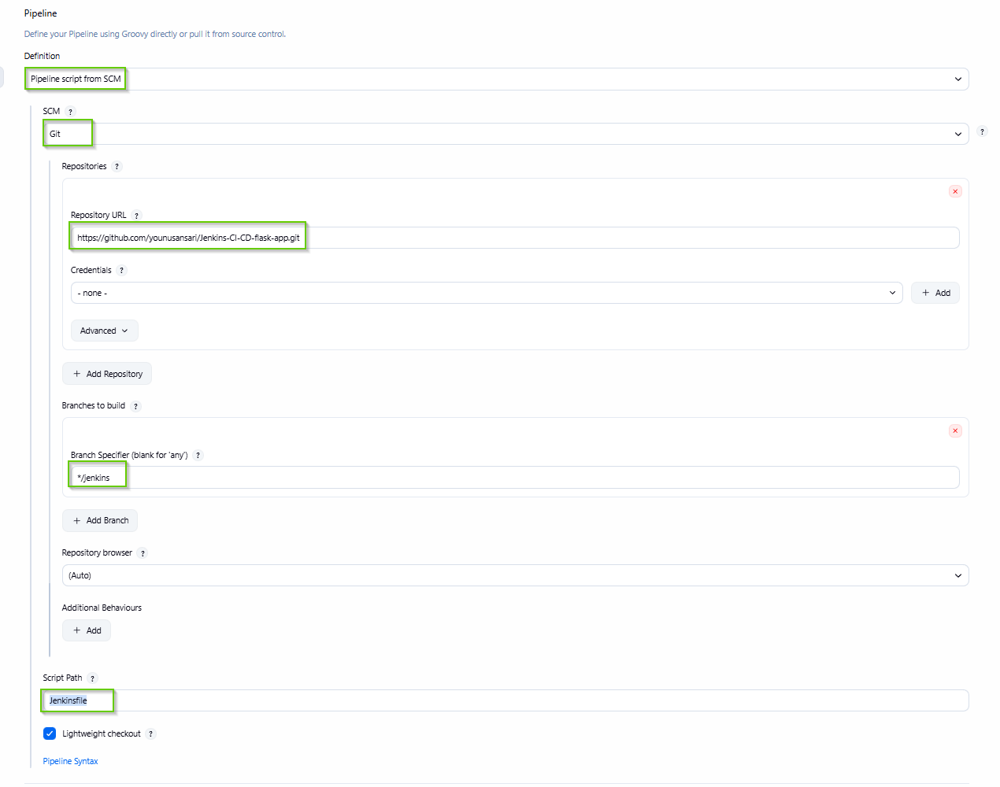 Pipeline
Define your Pipeline using Groovy directly or pull it from source control.
Definition
Pipeline script from SCM
SCM ?
Git
?
Repositories ?
Repository URL ?
https://github.com/younusansari/Jenkins-CI-CD-flask-app.git
Credentials ?
- none -
+ Add
Advanced
+ Add Repository
Branches to build ?
Branch Specifier (blank for 'any') ?
*/jenkins
+ Add Branch
Repository browser ?
(Auto)
Additional Behaviours
+ Add
Script Path ?
Jenkinsfile
Lightweight checkout ?
Pipeline Syntax